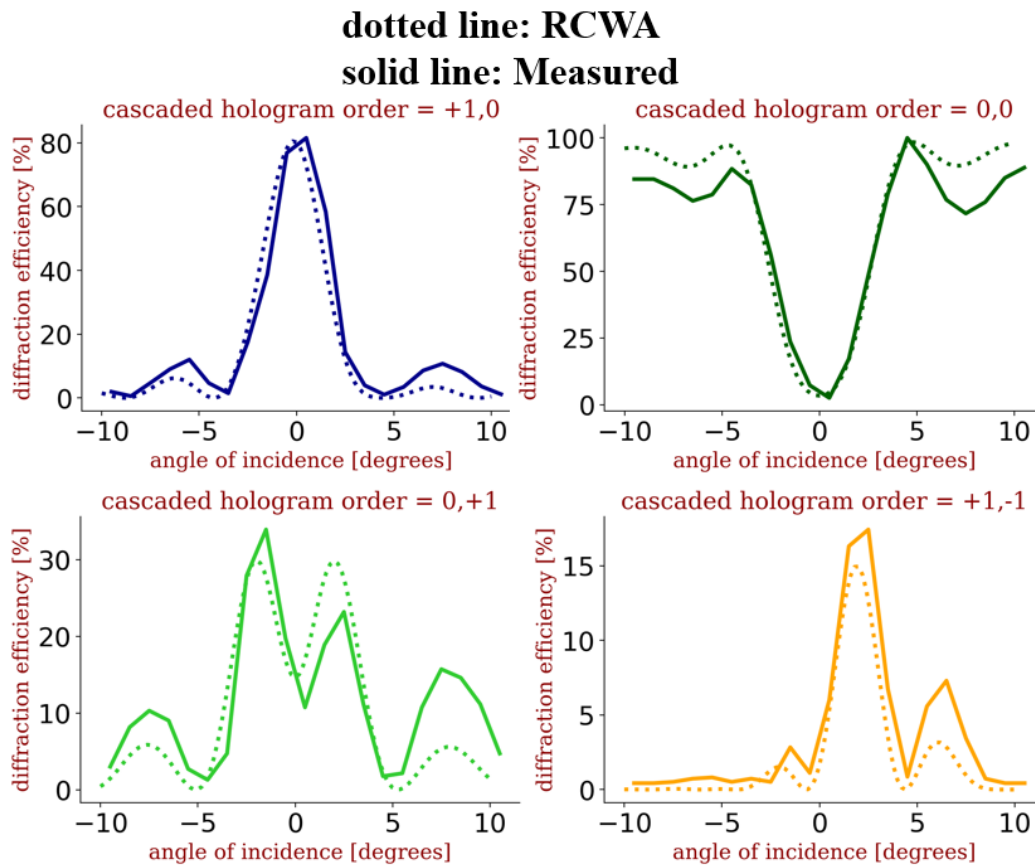 dotted line: RCWA
solid line: Measured
cascaded hologram order = +1,0
diffraction efficiency [%]
80
60
40
20
0
−10
−5
0
5
10
angle of incidence [degrees]
cascaded hologram order = 0,0
diffraction efficiency [%]
100
75
50
25
0
−10
−5
0
5
10
angle of incidence [degrees]
cascaded hologram order = 0,+1
diffraction efficiency [%]
30
20
10
0
−10
−5
0
5
10
angle of incidence [degrees]
cascaded hologram order = +1,-1
diffraction efficiency [%]
15
10
5
0
−10
−5
0
5
10
angle of incidence [degrees]